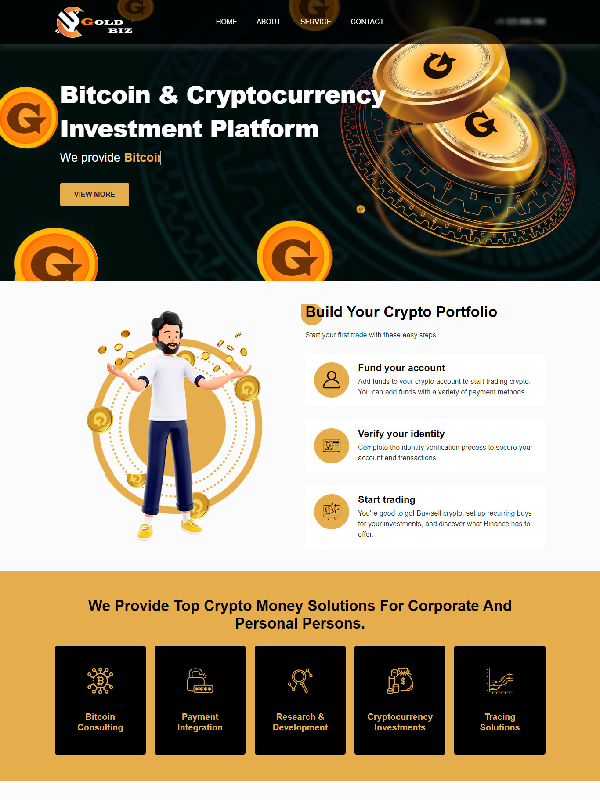 GOLD
BIZ
HOME ABOUT SERVICE CONTACT
Bitcoin & Cryptocurrency
Investment Platform
We provide Bitcoin
VIEW MORE
Build Your Crypto Portfolio
Start your first trade with these easy steps
Fund your account
Add funds to your crypto account to start trading crypto.
You can add funds with a variety of payment methods
Verify your identity
Complete the identity verification process to secure your
account and transactions
Start trading
You're good to go! Buy/sell crypto, set up recurring buys
for your investments, and discover what Binance has to
offer.
We Provide Top Crypto Money Solutions For Corporate And
Personal Persons.
Bitcoin
Consulting
Payment
Integration
Research &
Development
Cryptocurrency
Investments
Tracing
Solutions